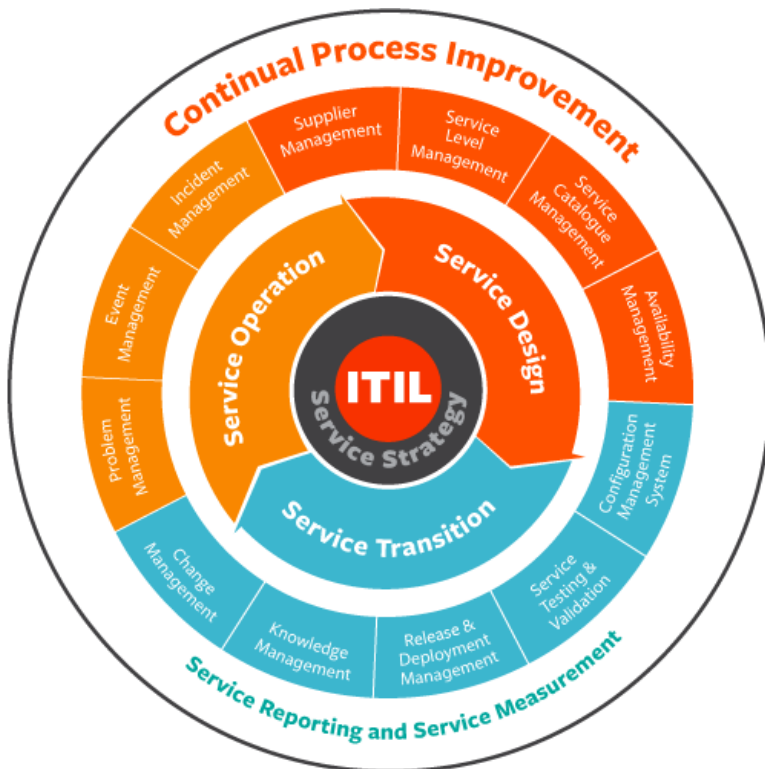 Continual Process Improvement
Supplier
Management
Service
Level
Management
Service
Catalogue
Management
Availability
Management
Configuration
Management
System
Service
Testing &
Validation
Release &
Deployment
Management
Knowledge
Management
Change
Management
Problem
Management
Event
Management
Incident
Management
Service Operation
Service Design
Service Transition
ITIL
Service Strategy
Service Reporting and Service Measurement